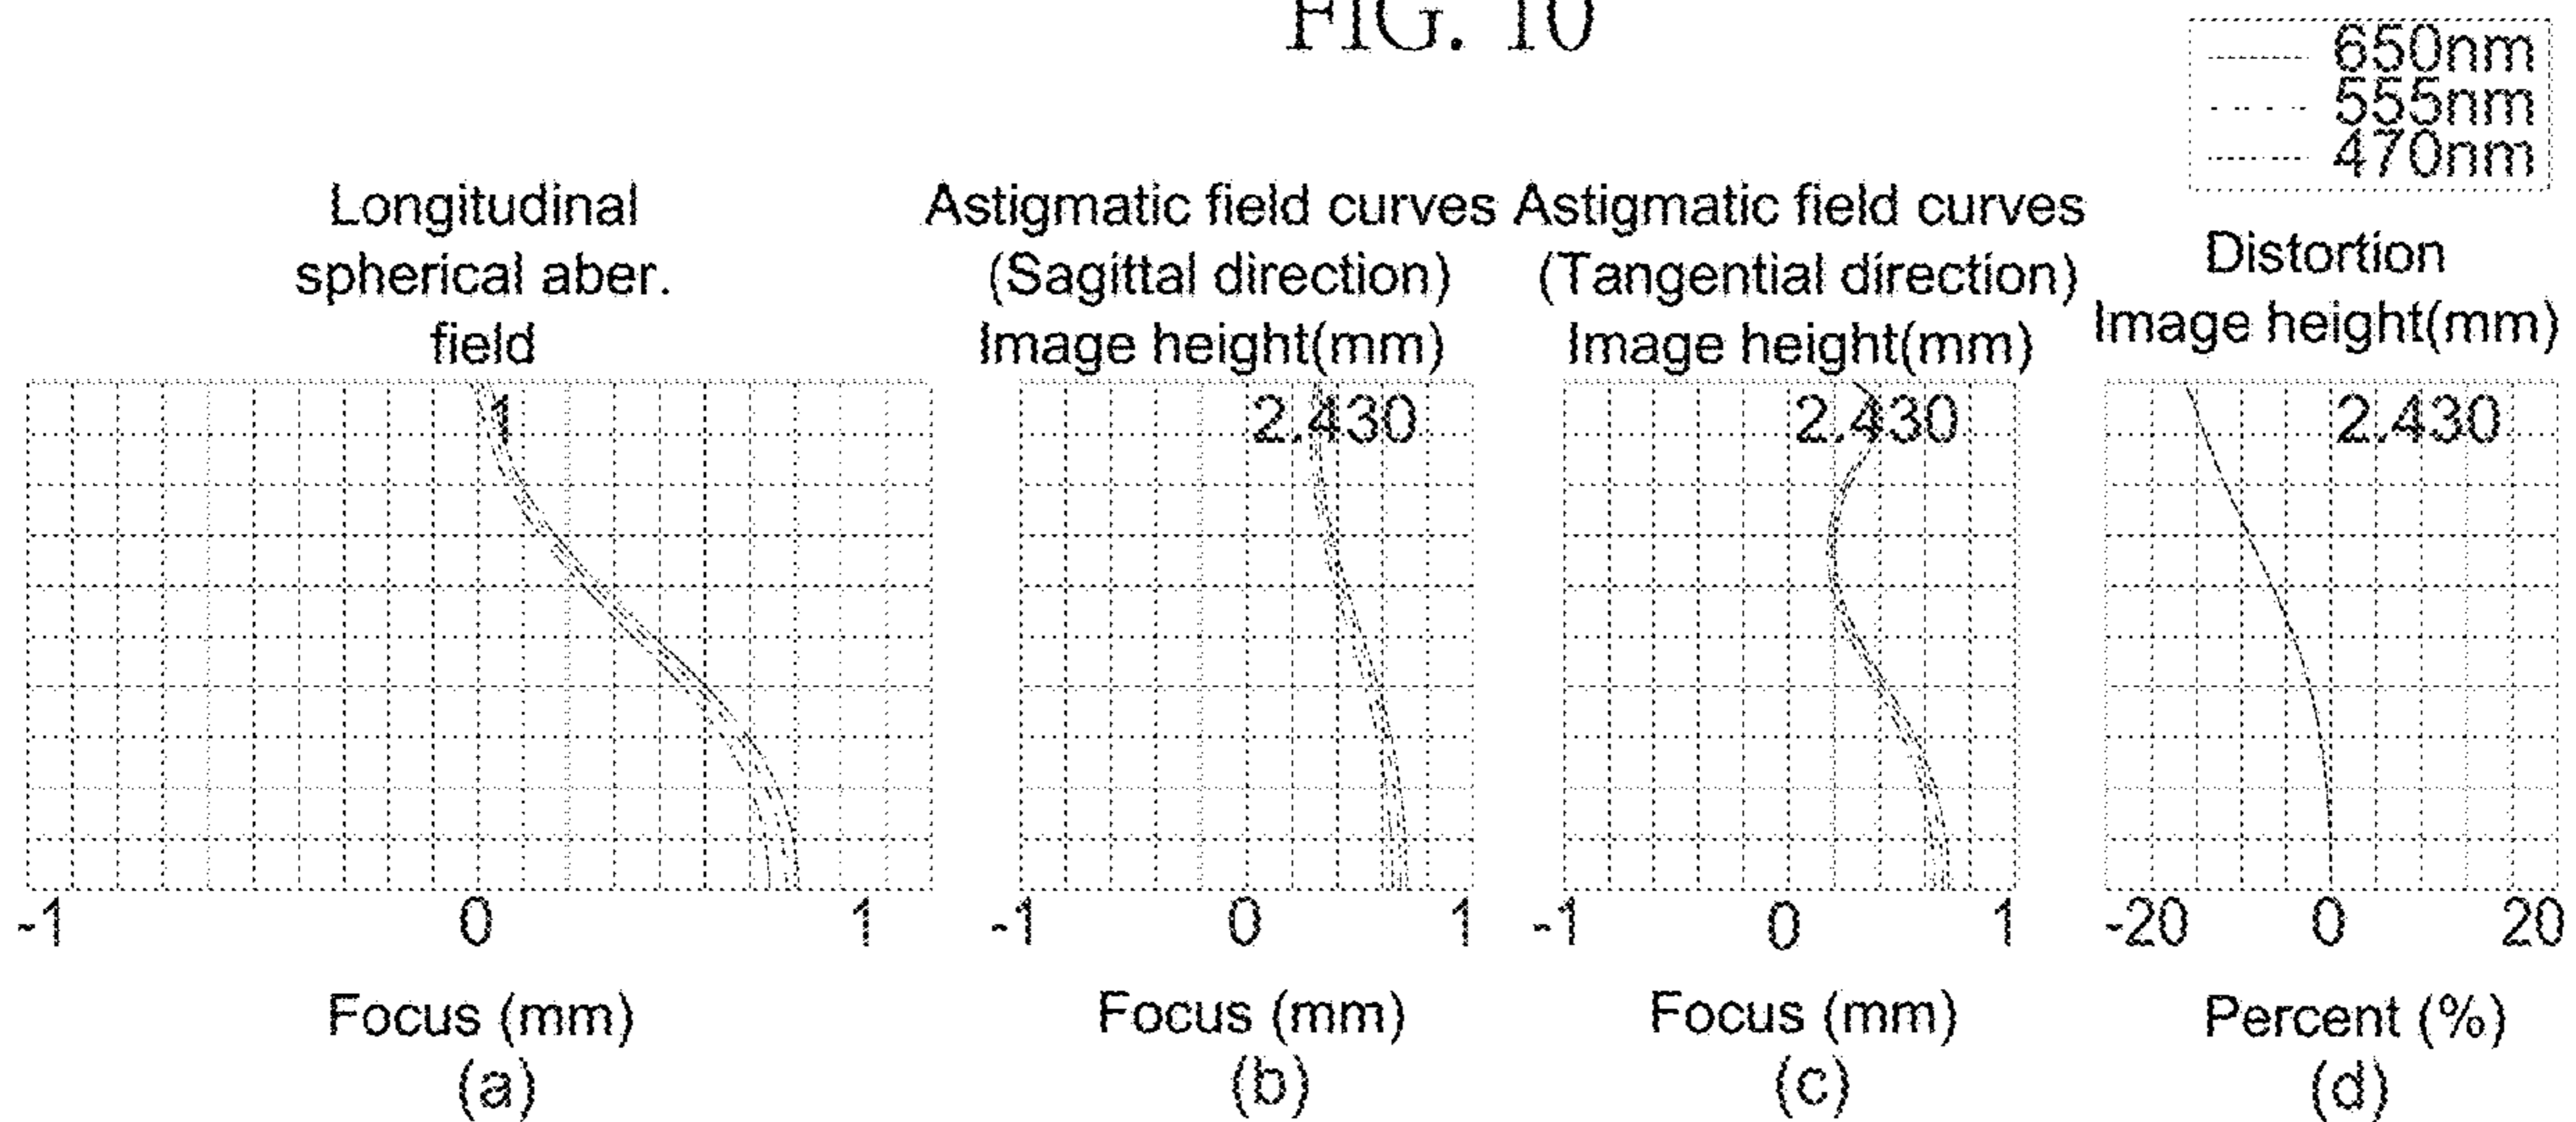 FIG. 10
650nm
555nm
470nm
Longitudinal
spherical aber.
field
1
-1 0 1
Focus (mm)
(a)
Astigmatic field curves
(Sagittal direction)
Image height(mm)
2.430
-1 0 1
Focus (mm)
(b)
Astigmatic field curves
(Tangential direction)
Image height(mm)
2.430
-1 0 1
Focus (mm)
(c)
Distortion
Image height(mm)
2.430
-20 0 20
Percent (%)
(d)